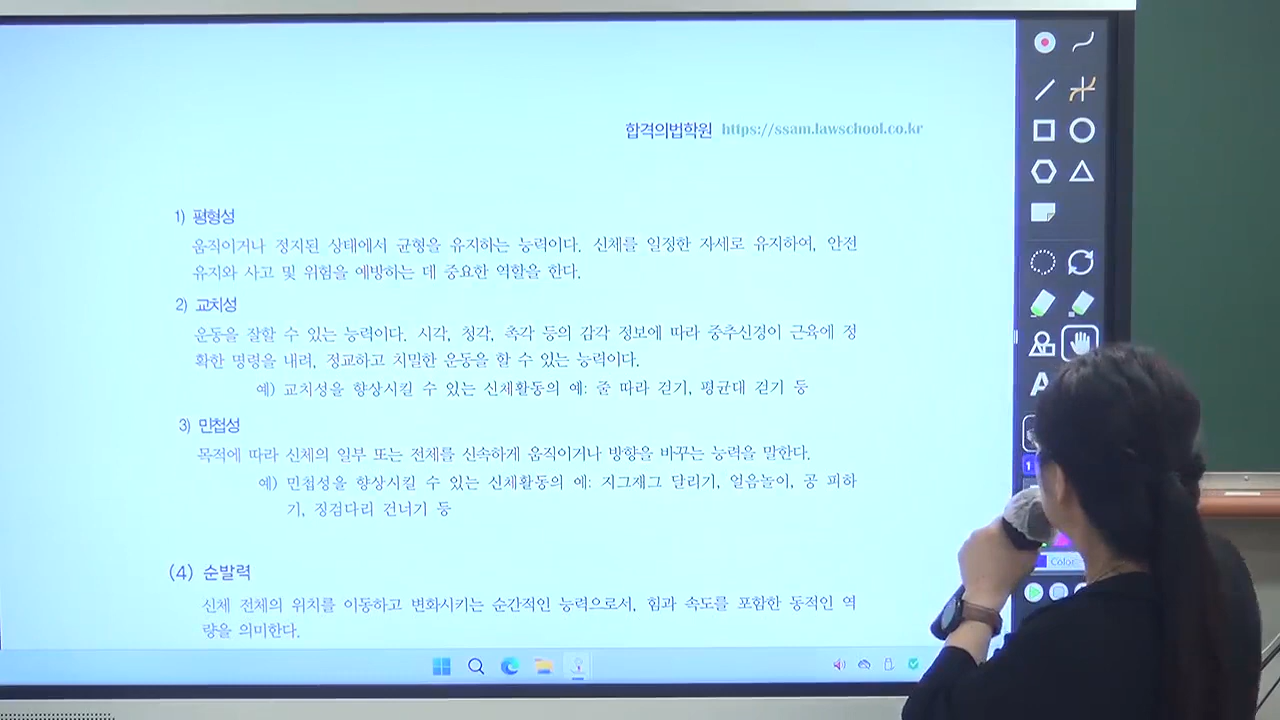 합격의법학원 https://ssam.lawschool.co.kr
1) 평형성
움직이거나 정지된 상태에서 균형을 유지하는 능력이다. 신체를 일정한 자세로 유지하여, 안전
유지와 사고 및 위험을 예방하는 데 중요한 역할을 한다.
2) 교치성
운동을 잘할 수 있는 능력이다. 시각, 청각, 촉각 등의 감각 정보에 따라 중추신경이 근육에 정
확한 명령을 내려, 정교하고 치밀한 운동을 할 수 있는 능력이다.
예) 교치성을 향상시킬 수 있는 신체활동의 예: 줄 따라 걷기, 평균대 걷기 등
3) 민첩성
목적에 따라 신체의 일부 또는 전체를 신속하게 움직이거나 방향을 바꾸는 능력을 말한다.
예) 민첩성을 향상시킬 수 있는 신체활동의 예: 지그재그 달리기, 얼음놀이, 공 피하
기, 징검다리 건너기 등
(4) 순발력
신체 전체의 위치를 이동하고 변화시키는 순간적인 능력으로서, 힘과 속도를 포함한 동적인 역
량을 의미한다.
A
1
Color